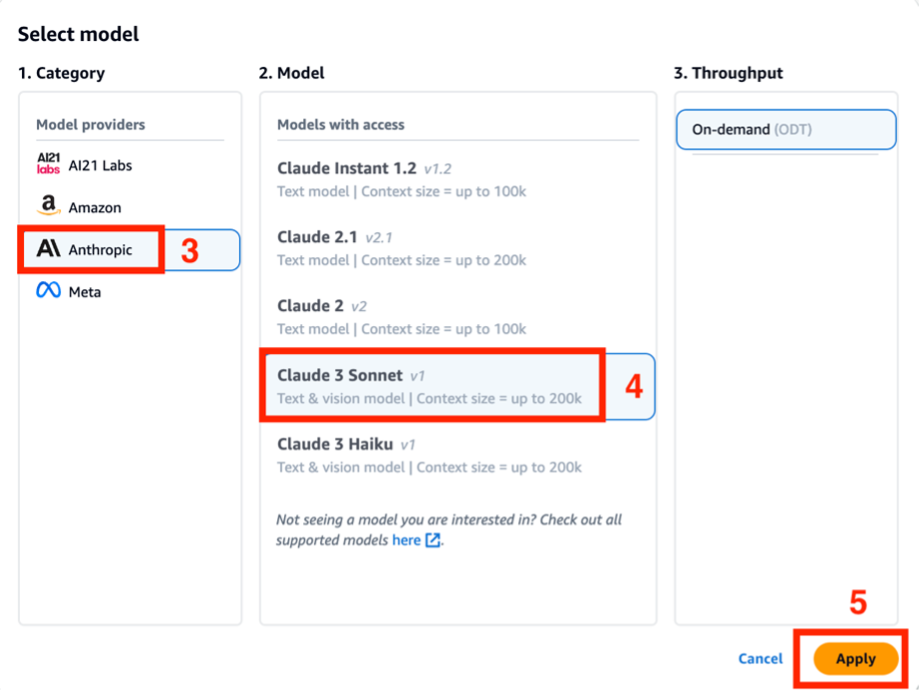 Select model
1. Category
2. Model
3. Throughput
Model providers
AI21 labs AI21 Labs
a Amazon
A\ Anthropic 3
Meta
Models with access
Claude Instant 1.2 v1.2
Text model | Context size = up to 100k
Claude 2.1 v2.1
Text model | Context size = up to 200k
Claude 2 v2
Text model | Context size = up to 100k
Claude 3 Sonnet v1
Text & vision model | Context size = up to 200k
4
Claude 3 Haiku v1
Text & vision model | Context size = up to 200k
Not seeing a model you are interested in? Check out all
supported models here.
On-demand (ODT)
5
Cancel Apply